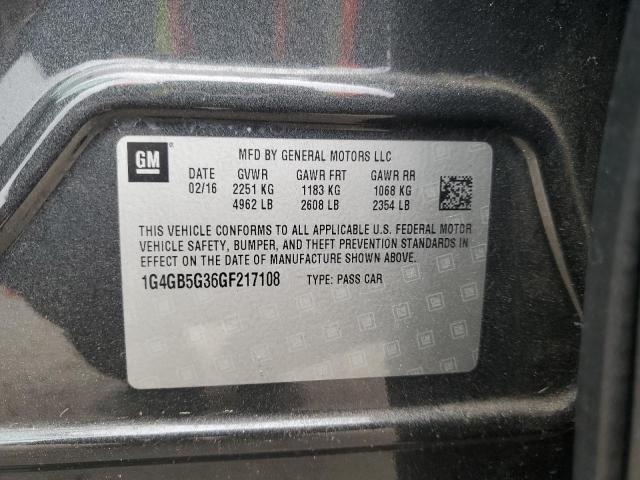 GM
MFD BY GENERAL MOTORS LLC
DATE GVWR GAWR FRT GAWR RR
02/16 2251 KG 1183 KG 1068 KG
4962 LB 2608 LB 2354 LB
THIS VEHICLE CONFORMS TO ALL APPLICABLE U.S. FEDERAL MOTOR
VEHICLE SAFETY, BUMPER, AND THEFT PREVENTION STANDARDS IN
EFFECT ON THE DATE OF MANUFACTURE SHOWN ABOVE.
1G4GB5G36GF217108 TYPE: PASS CAR